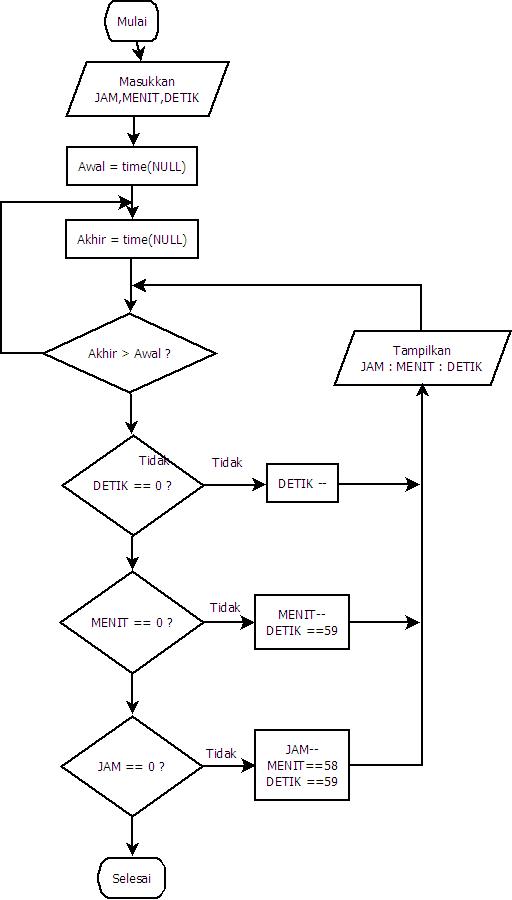 Mulai
Masukkan
JAM,MENIT,DETIK
Awal = time(NULL)
Akhir = time(NULL)
Akhir > Awal ?
Tampilkan
JAM : MENIT : DETIK
Tidak
Tidak
DETIK == 0 ?
DETIK --
Tidak
MENIT == 0 ?
MENIT--
DETIK ==59
Tidak
JAM == 0 ?
JAM--
MENIT==58
DETIK ==59
Selesai